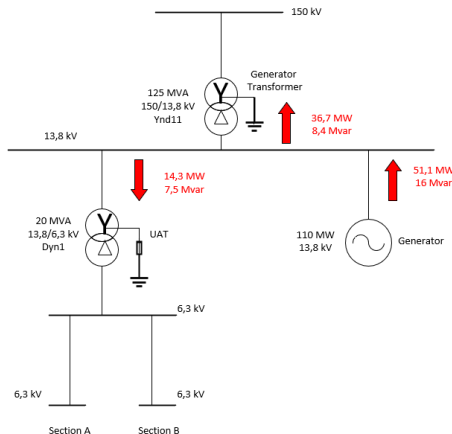 150 kV
Generator
Transformer
125 MVA
150/13,8 kV
Ynd11
36,7 MW
8,4 Mvar
13,8 kV
14,3 MW
7,5 Mvar
51,1 MW
16 Mvar
20 MVA
13,8/6,3 kV
Dyn1
UAT
110 MW
13,8 kV
Generator
6,3 kV
6,3 kV
6,3 kV
Section A
Section B